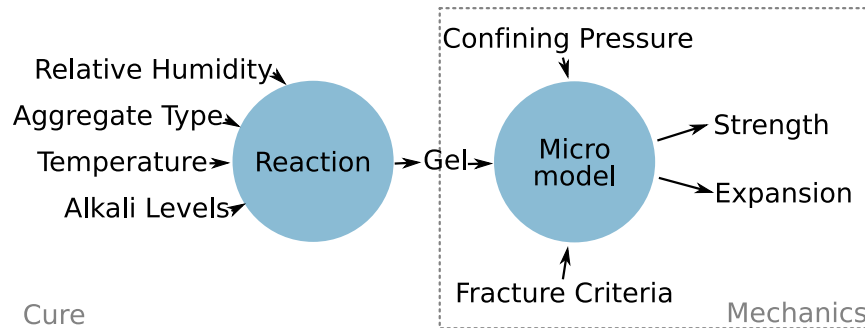 Confining Pressure
Relative Humidity
Aggregate Type
Temperature
Alkali Levels
Reaction
Gel
Micro
model
Strength
Expansion
Fracture Criteria
Cure
Mechanics